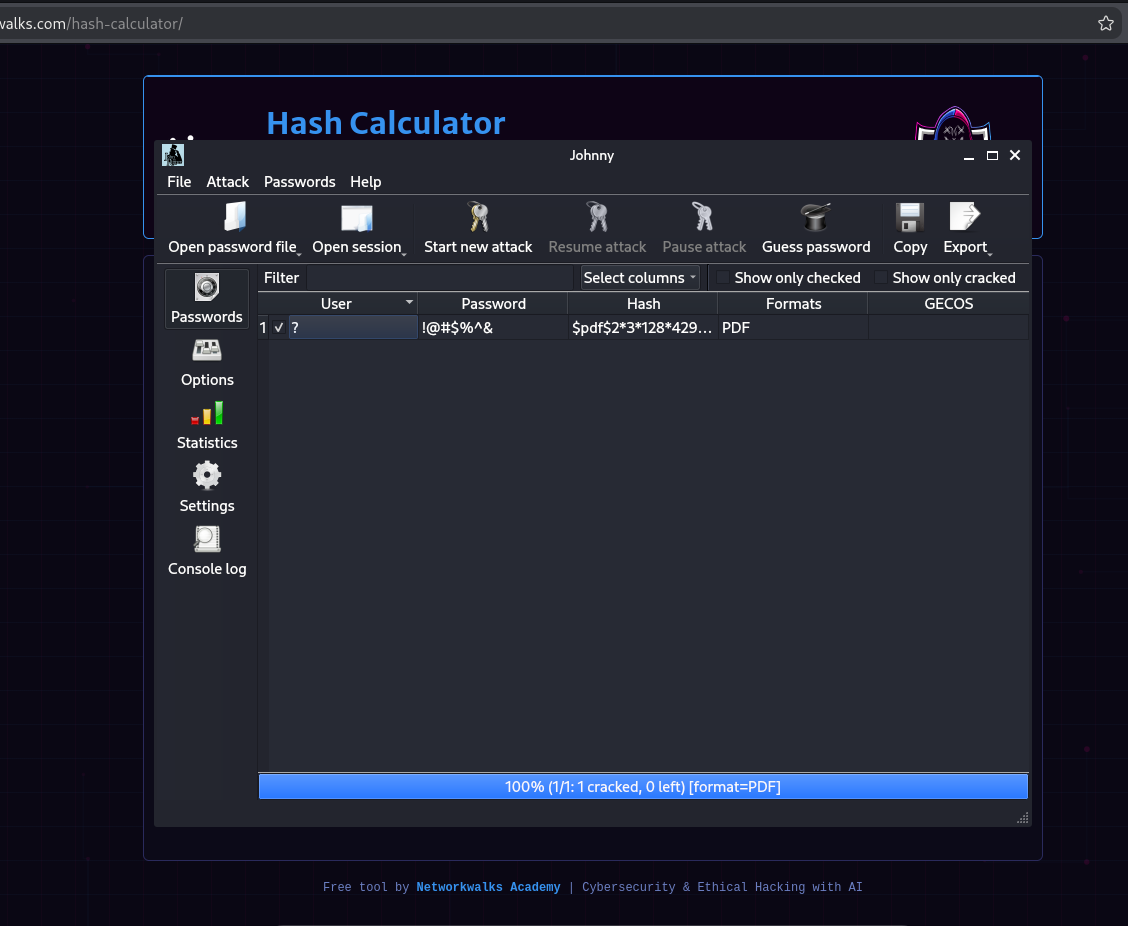 walks.com/hash-calculator/
Hash Calculator
Johnny
File Attack Passwords Help
Open password file Open session Start new attack Resume attack Pause attack Guess password Copy Export
Passwords
Options
Statistics
Settings
Console log
Filter Select columns Show only checked Show only cracked
User Password Hash Formats GECOS
1 ✓ ? !@#$%^& $pdf$2*3*128*429... PDF
100% (1/1: 1 cracked, 0 left) [format=PDF]
Free tool by Networkwalks Academy | Cybersecurity & Ethical Hacking with AI